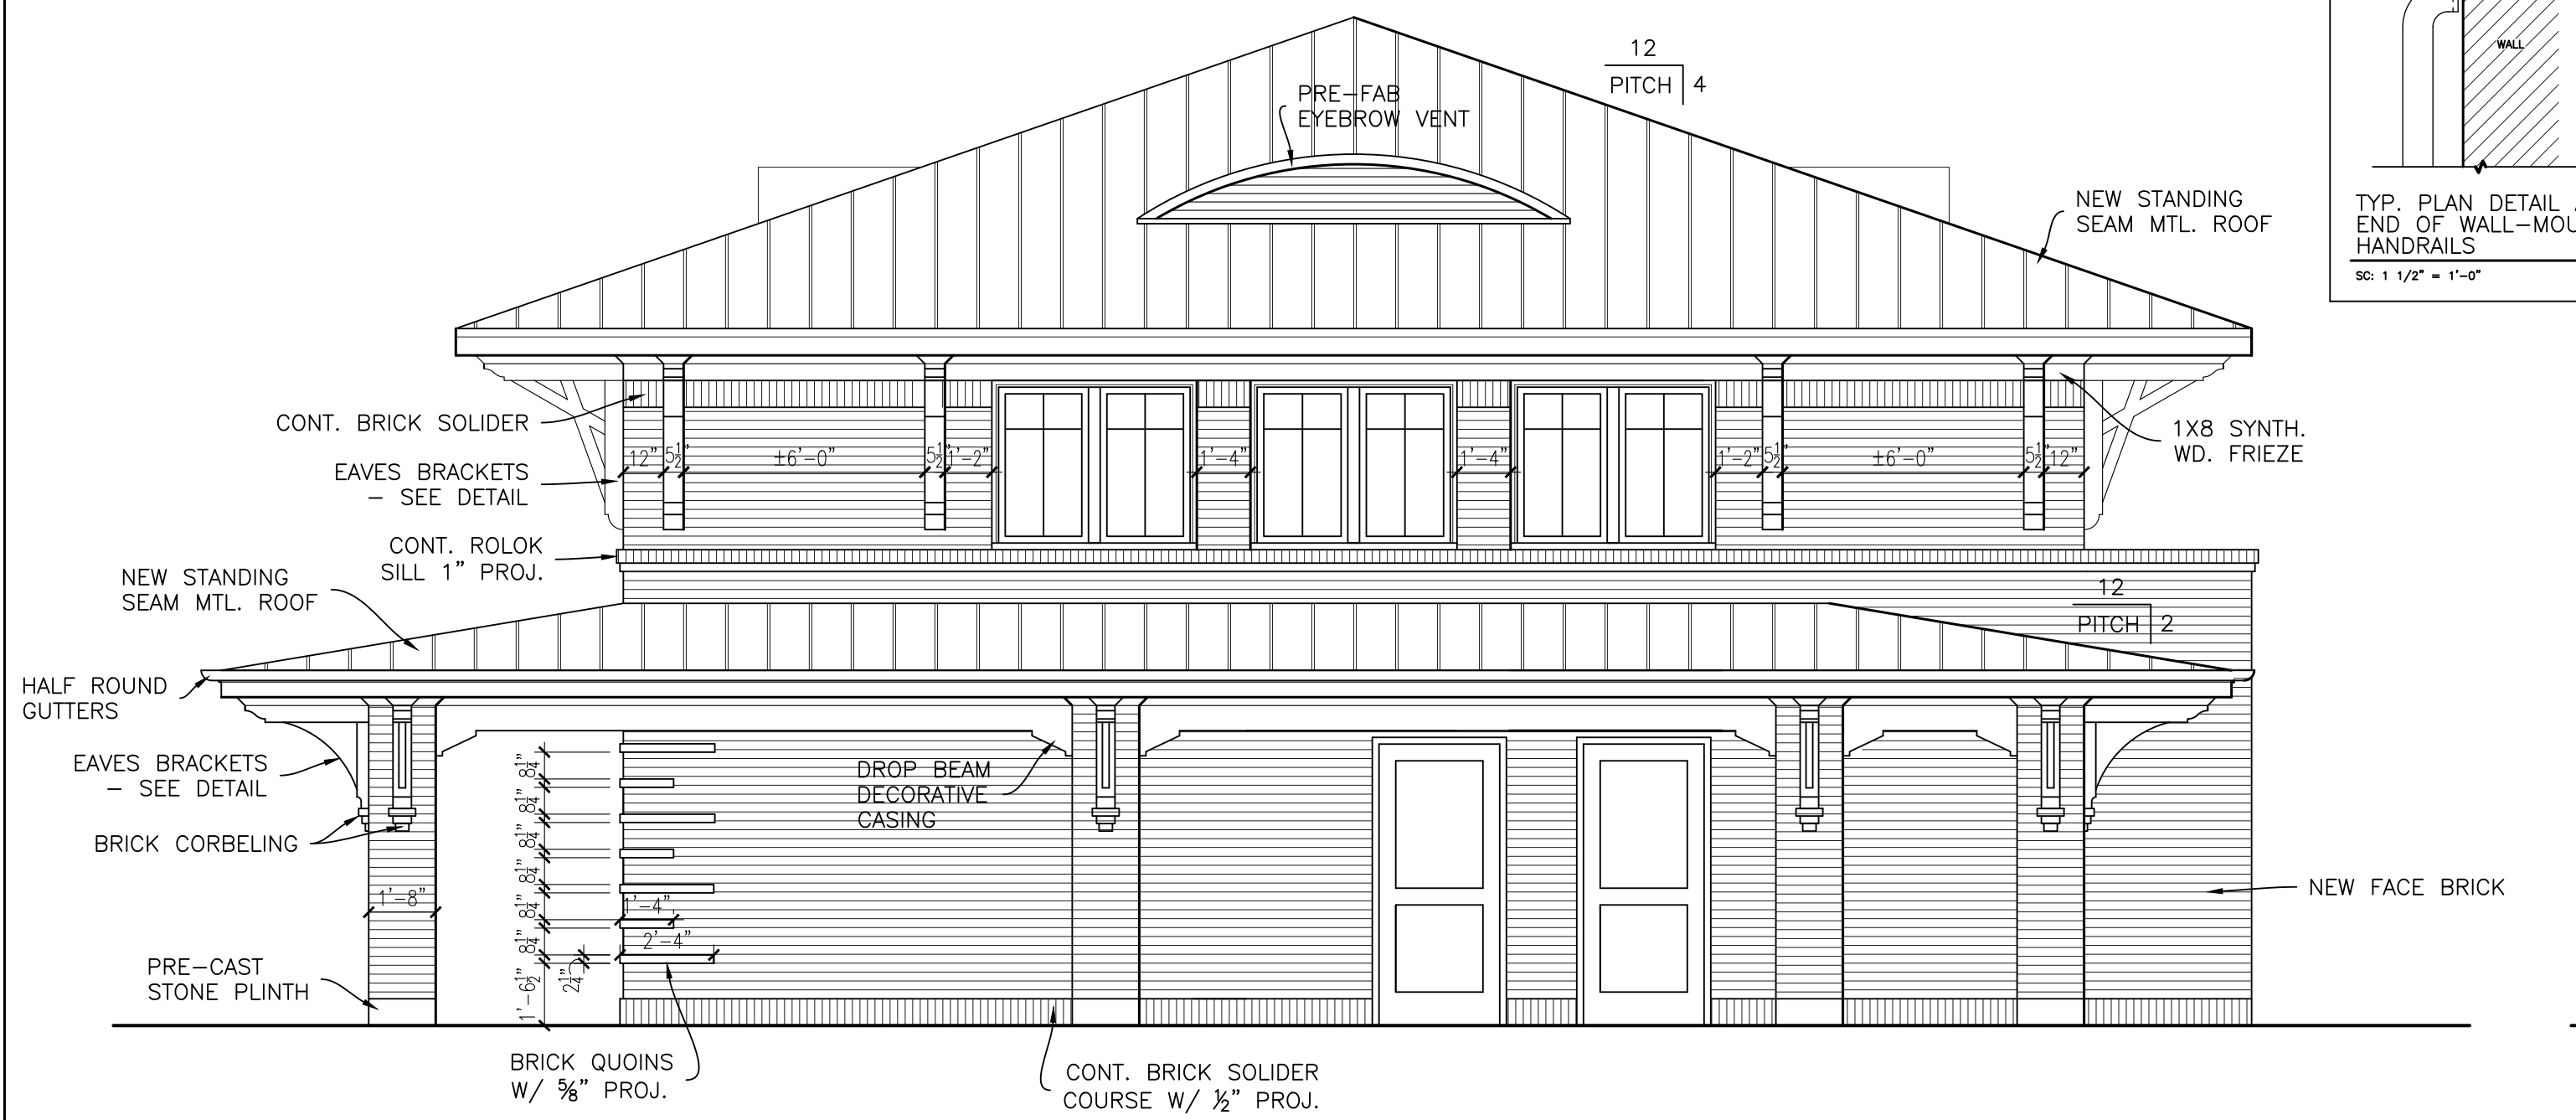 12
PITCH 4
PRE-FAB
EYEBROW VENT
WALL
NEW STANDING
SEAM MTL. ROOF
TYP. PLAN DETAIL
END OF WALL-MOU
HANDRAILS
SC: 1 1/2" = 1'-0"
CONT. BRICK SOLIDER
EAVES BRACKETS
- SEE DETAIL
12" 5½" ±6'-0" 5½" 1'-2" 1'-4" 1'-4" 1'-2" 5½" ±6'-0" 5½" 12"
1X8 SYNTH.
WD. FRIEZE
CONT. ROLOK
SILL 1" PROJ.
NEW STANDING
SEAM MTL. ROOF
12
PITCH 2
HALF ROUND
GUTTERS
EAVES BRACKETS
- SEE DETAIL
BRICK CORBELING
DROP BEAM
DECORATIVE
CASING
8¼"
8¼"
8¼"
8¼"
8¼"
8¼"
1'-6½"
2¼"
1'-4"
2'-4"
1'-8"
NEW FACE BRICK
PRE-CAST
STONE PLINTH
BRICK QUOINS
W/ ⅝" PROJ.
CONT. BRICK SOLIDER
COURSE W/ ½" PROJ.